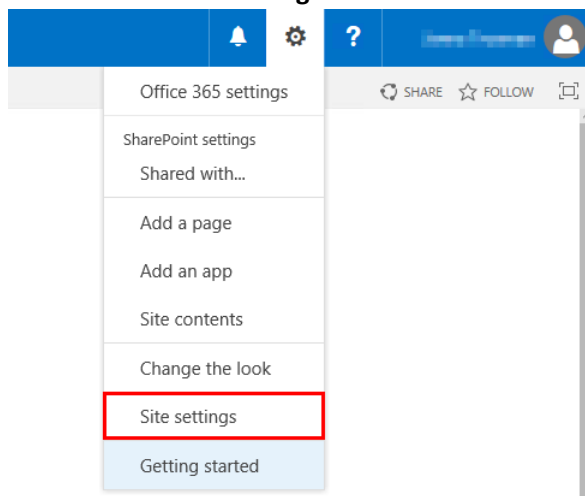 ?
Office 365 settings
SHARE FOLLOW
SharePoint settings
Shared with...
Add a page
Add an app
Site contents
Change the look
Site settings
Getting started